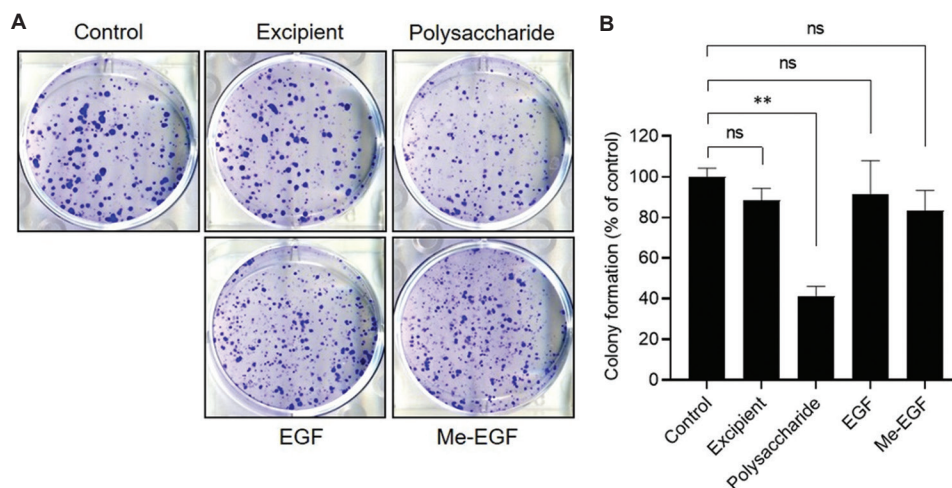 A
Control
Excipient
Polysaccharide
EGF
Me-EGF
B
ns
ns
**
ns
Colony formation (% of control)
120
100
80
60
40
20
0
Control
Excipient
Polysaccharide
EGF
Me-EGF